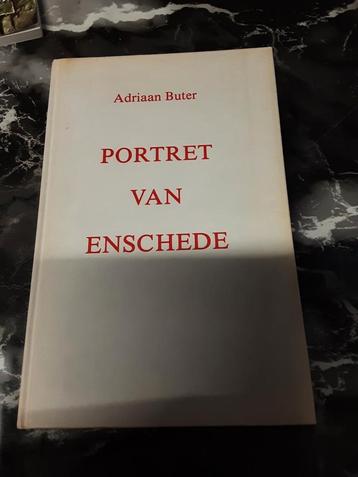 Adriaan Buter
PORTRET
VAN
ENSCHEDE